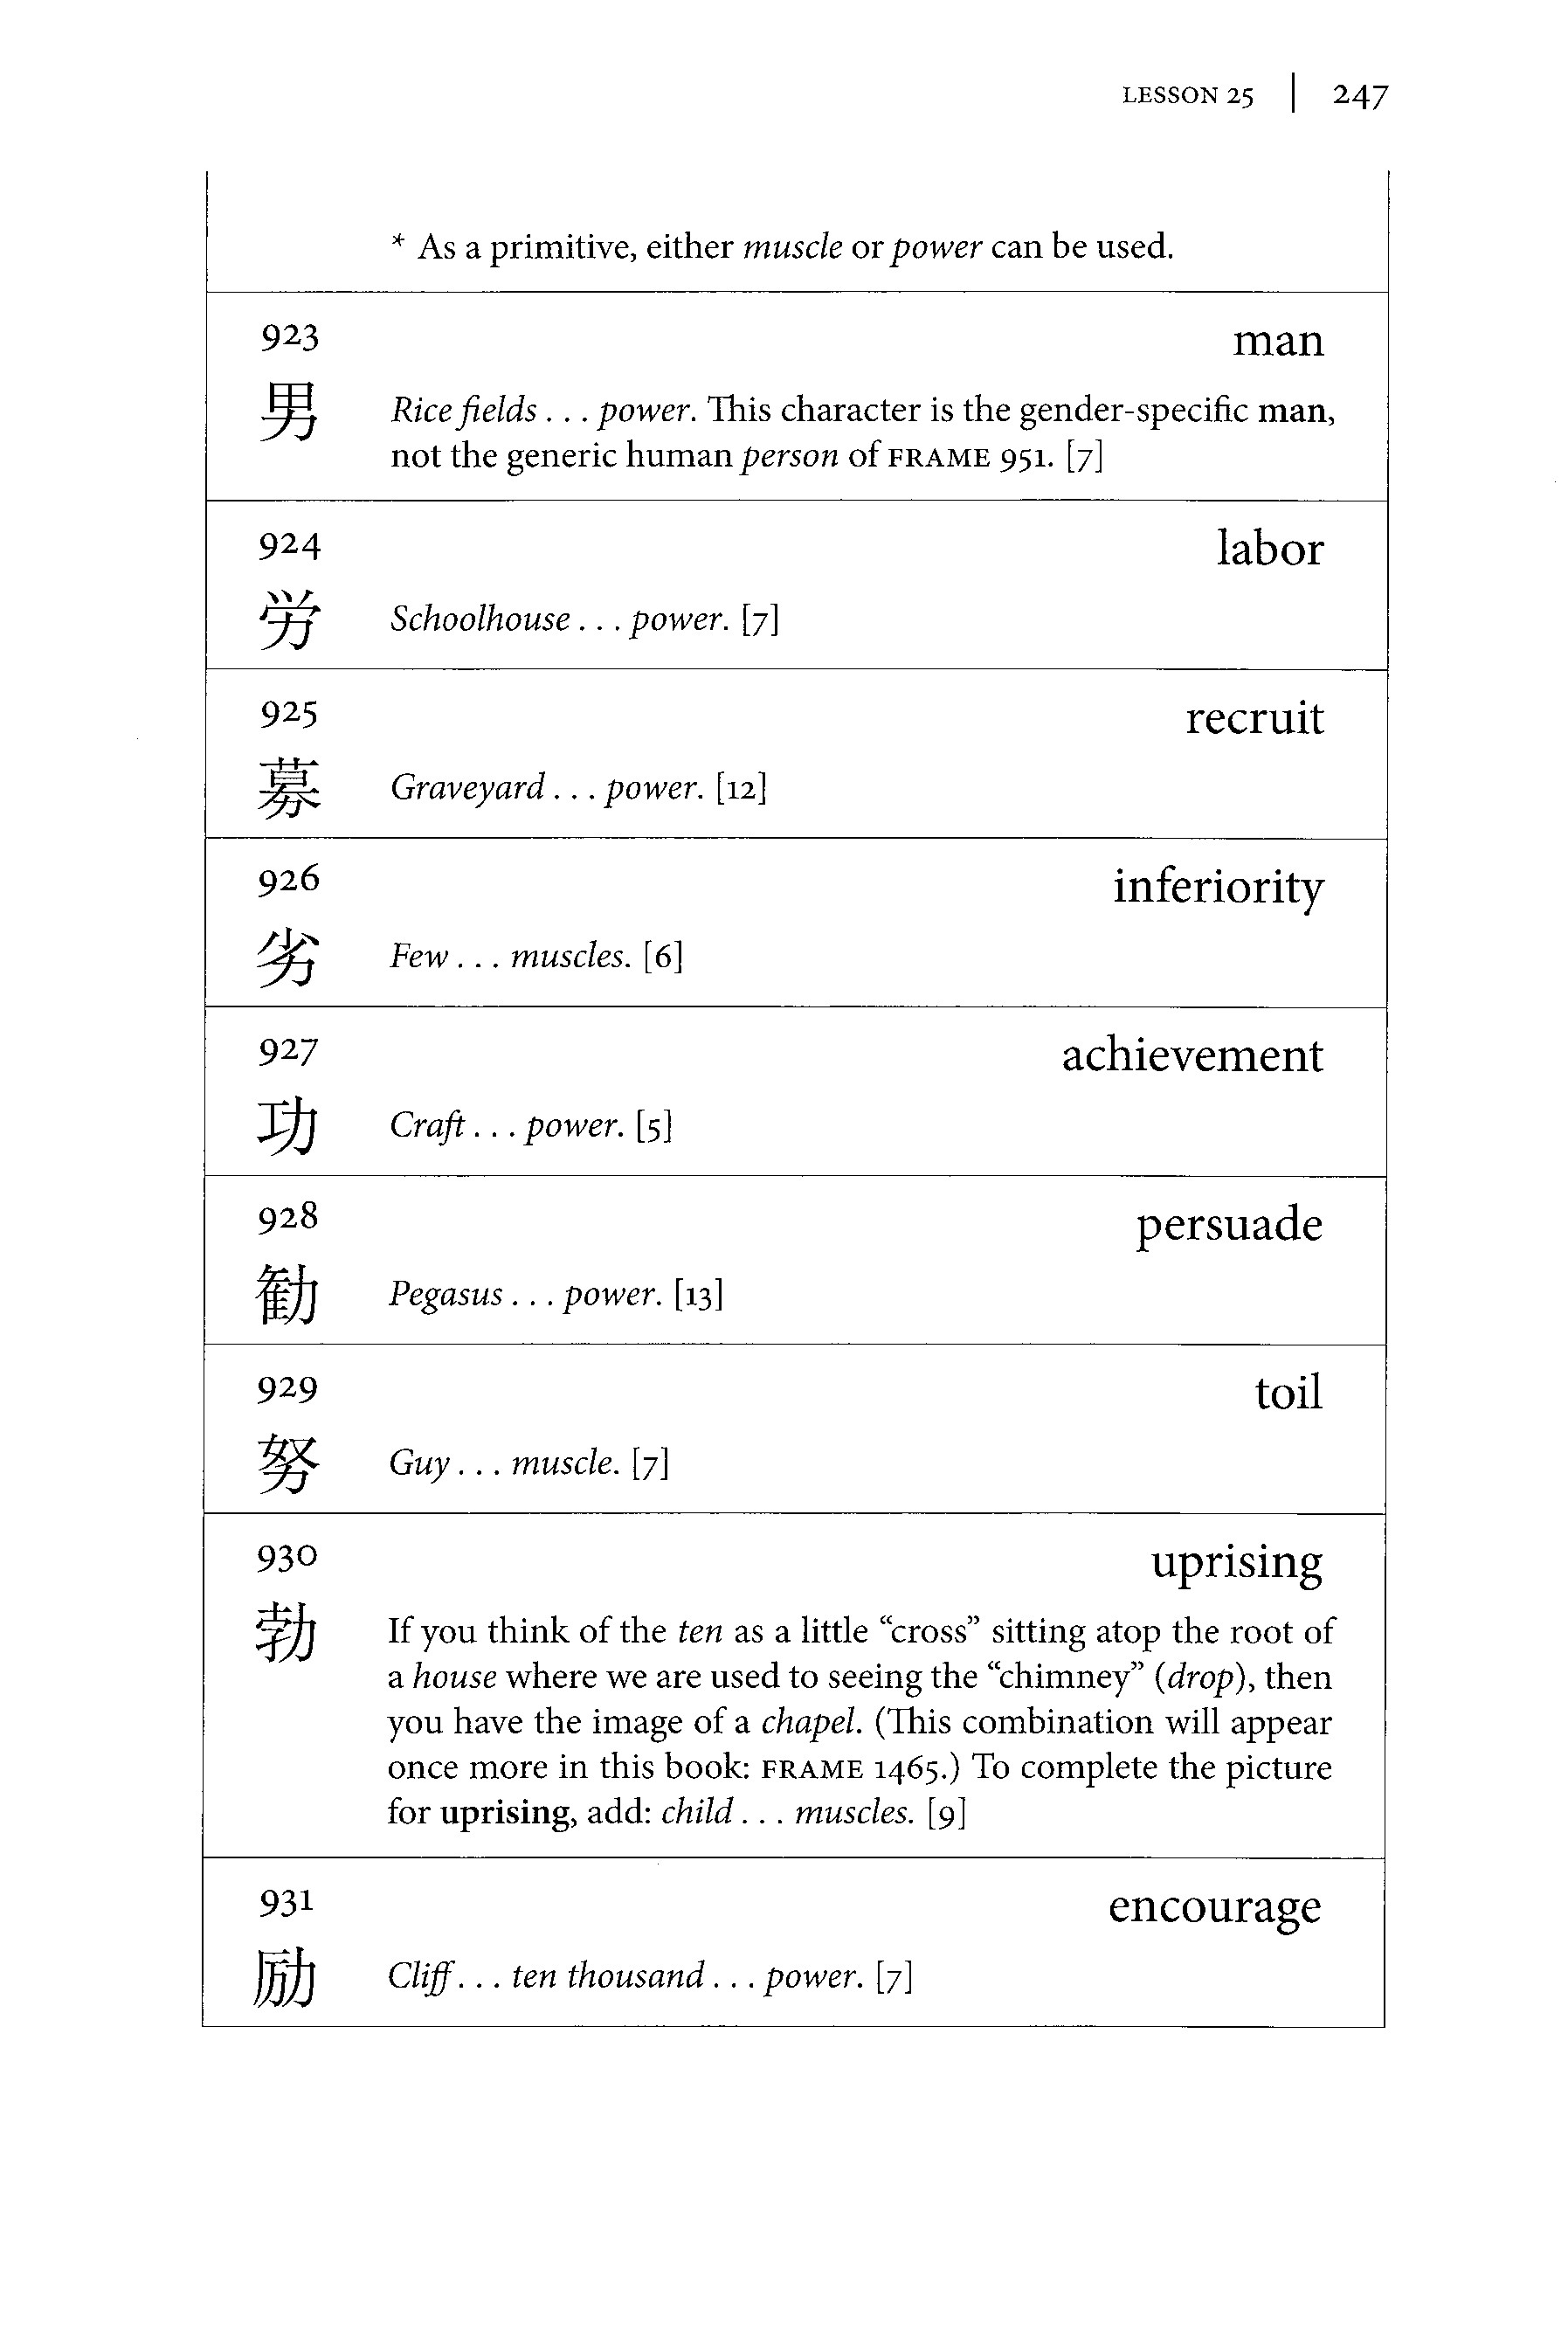 LESSON 25 | 247
* As a primitive, either muscle or power can be used.
923 man
男 Rice fields . . . power. This character is the gender-specific man,
not the generic human person of FRAME 951. [7]
924 labor
労 Schoolhouse . . . power. [7]
925 recruit
募 Graveyard . . . power. [12]
926 inferiority
劣 Few . . . muscles. [6]
927 achievement
功 Craft . . . power. [5]
928 persuade
勧 Pegasus . . . power. [13]
929 toil
努 Guy . . . muscle. [7]
930 uprising
勃 If you think of the ten as a little “cross” sitting atop the root of
a house where we are used to seeing the “chimney” (drop), then
you have the image of a chapel. (This combination will appear
once more in this book: FRAME 1465.) To complete the picture
for uprising, add: child . . . muscles. [9]
931 encourage
励 Cliff . . . ten thousand . . . power. [7]